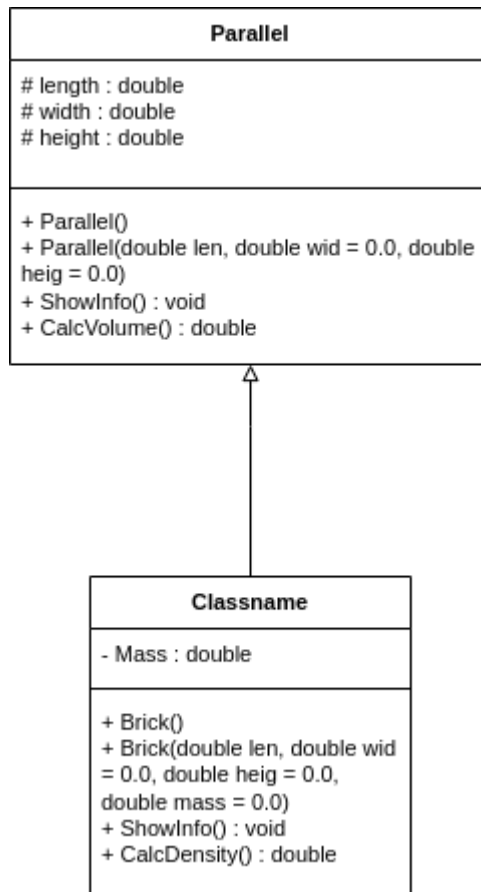 Parallel
# length : double
# width : double
# height : double
+ Parallel()
+ Parallel(double len, double wid = 0.0, double
heig = 0.0)
+ ShowInfo() : void
+ CalcVolume() : double
Classname
- Mass : double
+ Brick()
+ Brick(double len, double wid
= 0.0, double heig = 0.0,
double mass = 0.0)
+ ShowInfo() : void
+ CalcDensity() : double